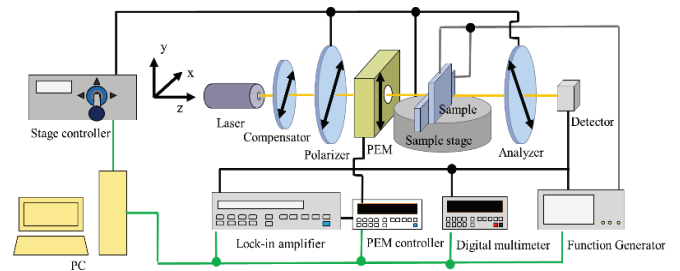 y
x
z
Laser
Compensator
Polarizer
PEM
Sample
Sample stage
Analyzer
Detector
Stage controller
PC
Lock-in amplifier
PEM controller
Digital multimeter
Function Generator